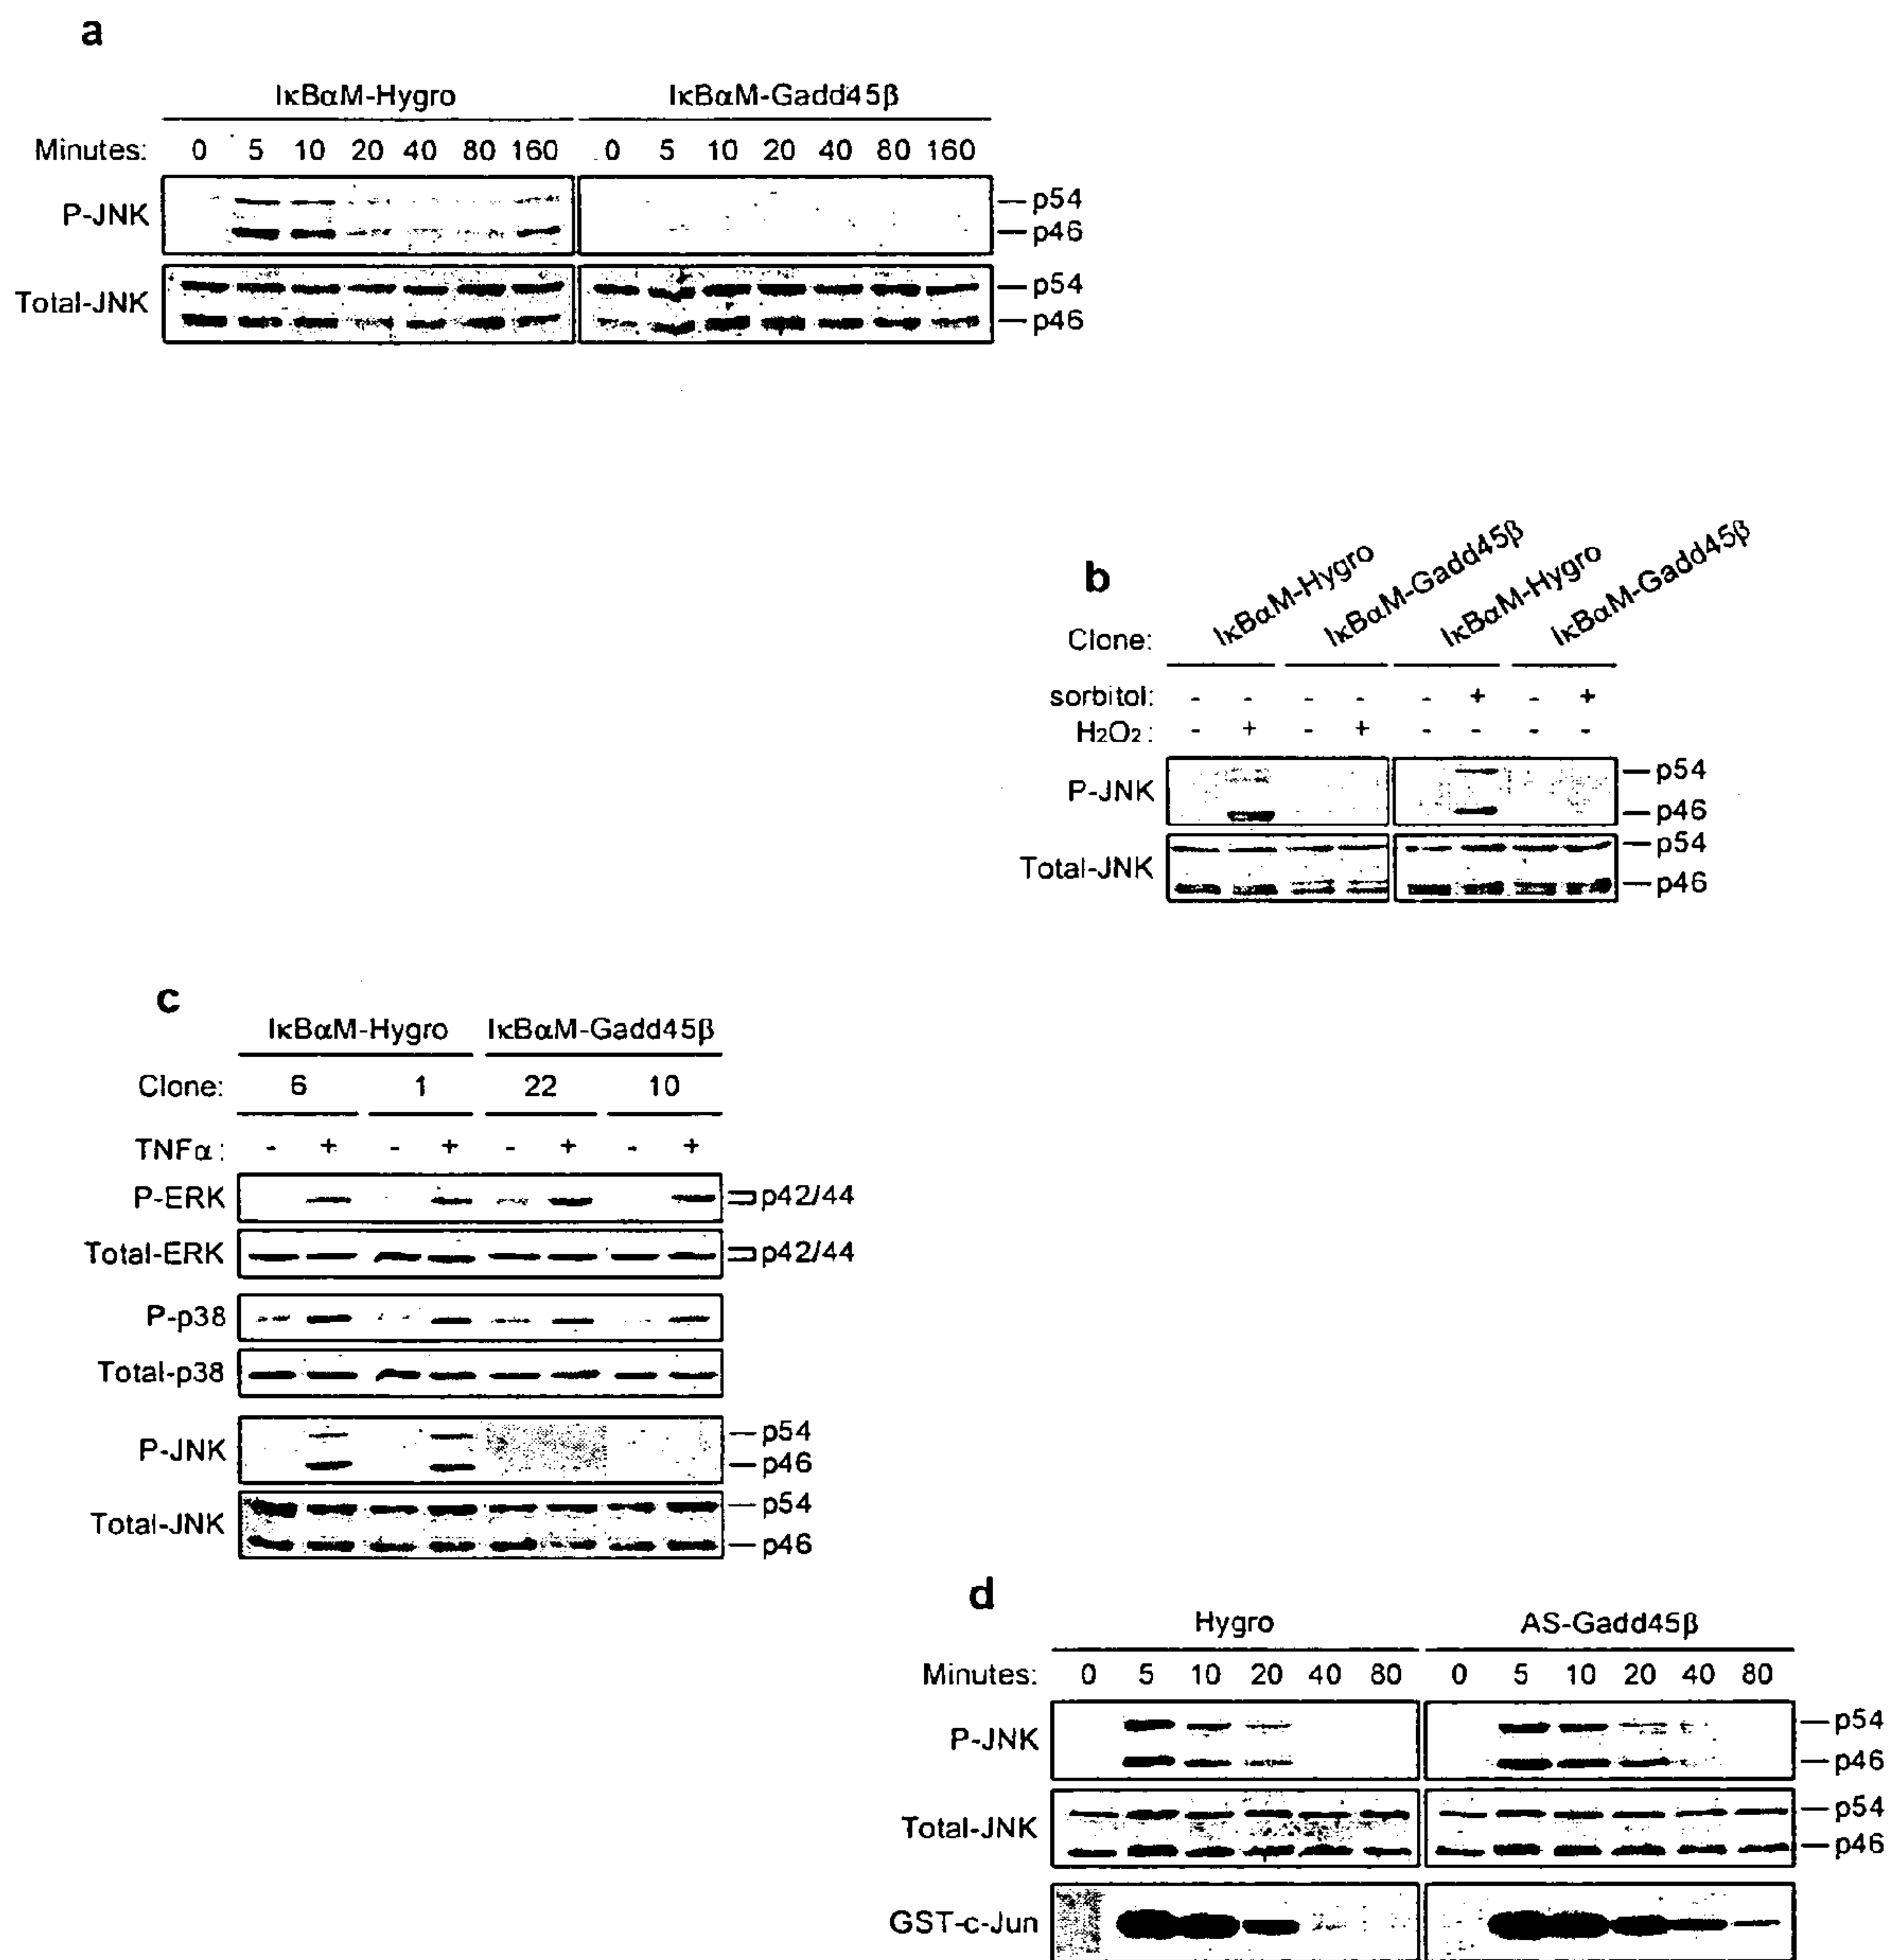 a
IκBαM-Hygro IκBαM-Gadd45β
Minutes: 0 5 10 20 40 80 160 0 5 10 20 40 80 160
P-JNK p54
p46
Total-JNK p54
p46
b
Clone: IκBαM-Hygro IκBαM-Gadd45β IκBαM-Hygro IκBαM-Gadd45β
sorbitol: - - - - - + - +
H2O2: - + - + - - - -
P-JNK p54
p46
Total-JNK p54
p46
c
IκBαM-Hygro IκBαM-Gadd45β
Clone: 6 1 22 10
TNFα: - + - + - + - +
P-ERK p42/44
Total-ERK p42/44
P-p38
Total-p38
P-JNK p54
p46
Total-JNK p54
p46
d
Hygro AS-Gadd45β
Minutes: 0 5 10 20 40 80 0 5 10 20 40 80
P-JNK p54
p46
Total-JNK p54
p46
GST-c-Jun